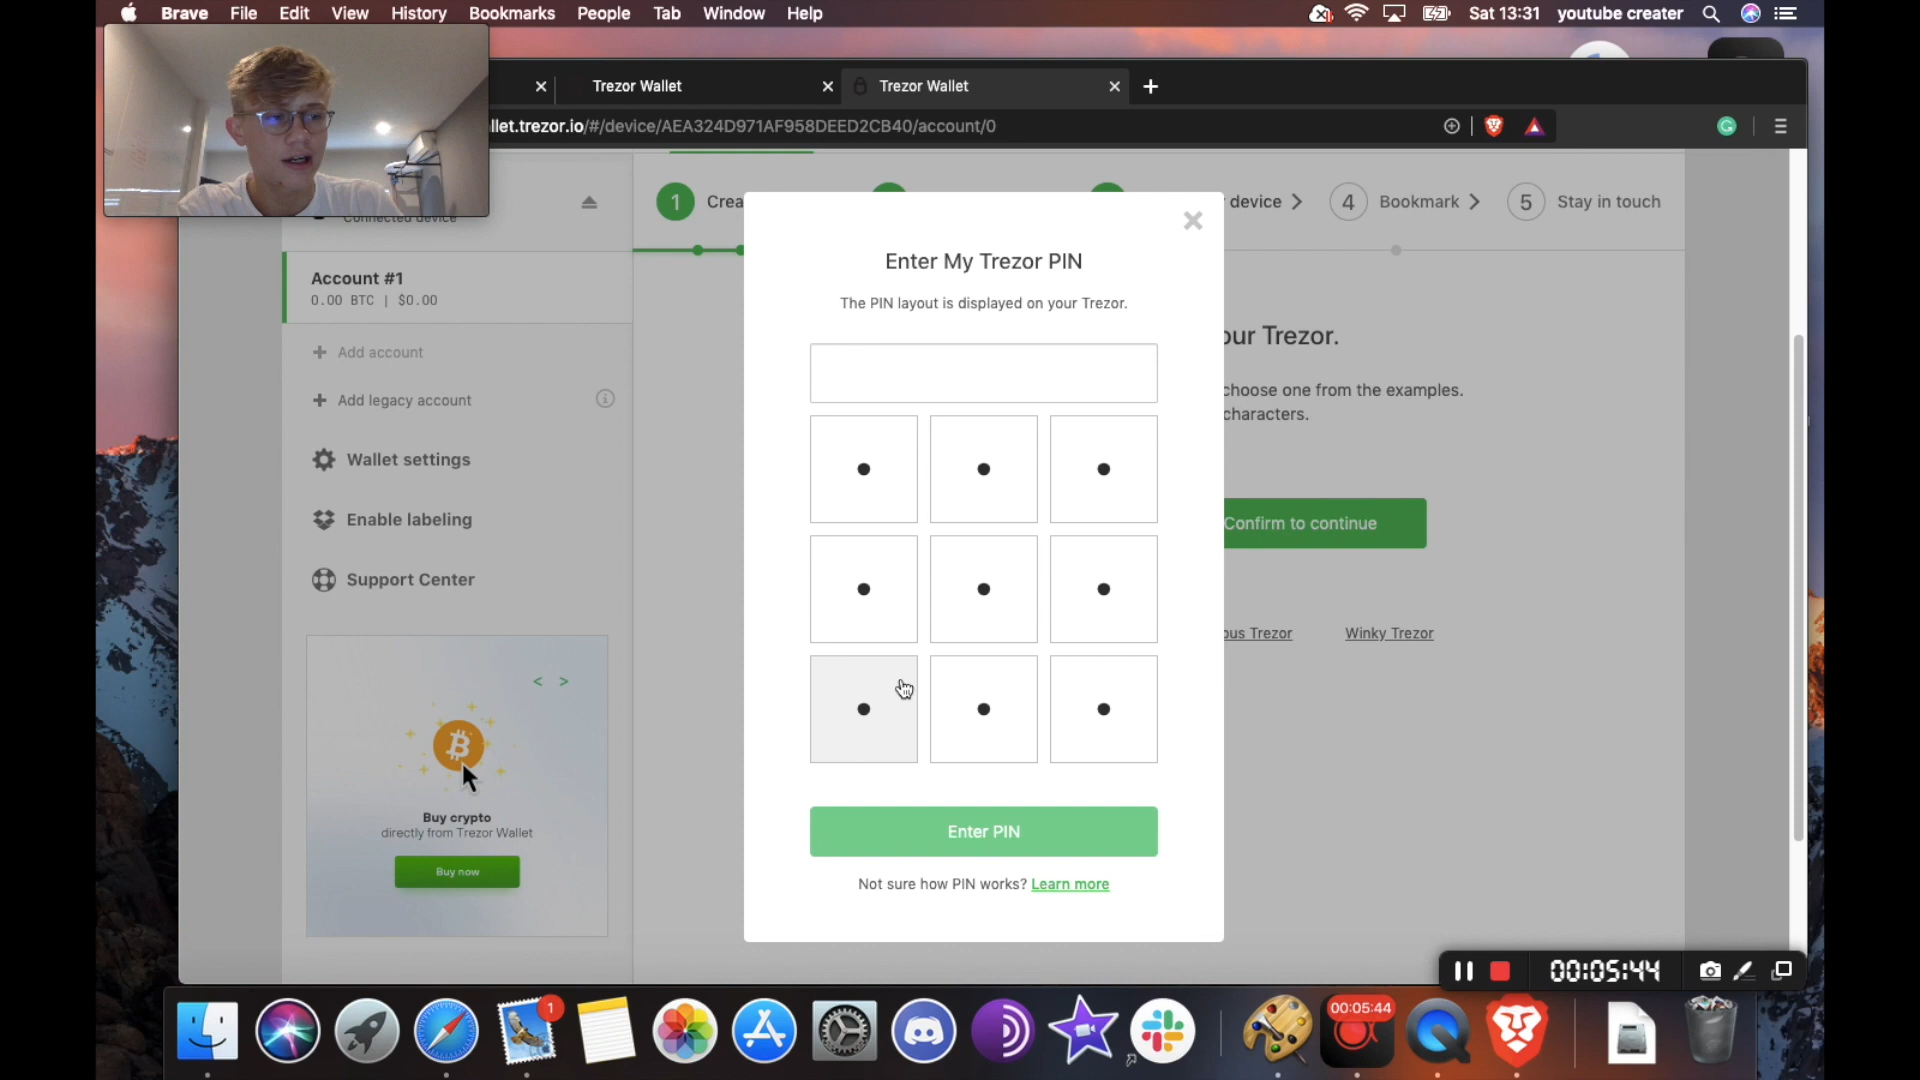 Brave File Edit View History Bookmarks People Tab Window Help
Sat 13:31 youtube creater
Trezor Wallet
Trezor Wallet
llet.trezor.io/#/device/AEA324D971AF958DEED2CB40/account/0
Connected device
1 Crea
device
4 Bookmark
5 Stay in touch
Account #1
0.00 BTC | $0.00
Add account
Add legacy account
Wallet settings
Enable labeling
Support Center
Buy crypto
directly from Trezor Wallet
Buy now
Enter My Trezor PIN
The PIN layout is displayed on your Trezor.
Enter PIN
Not sure how PIN works? Learn more
our Trezor.
choose one from the examples.
characters.
Confirm to continue
ous Trezor
Winky Trezor
00:05:44
1
00:05:44